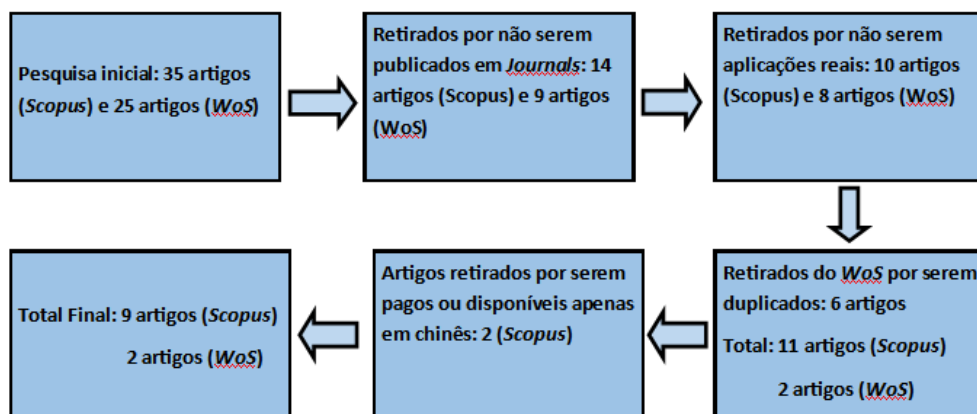 Pesquisa inicial: 35 artigos
(Scopus) e 25 artigos (WoS)
Retirados por não serem
publicados em Journals: 14
artigos (Scopus) e 9 artigos
(WoS)
Retirados por não serem
aplicações reais: 10 artigos
(Scopus) e 8 artigos (WoS)
Retirados do WoS por serem
duplicados: 6 artigos
Total: 11 artigos (Scopus)
2 artigos (WoS)
Artigos retirados por serem
pagos ou disponíveis apenas
em chinês: 2 (Scopus)
Total Final: 9 artigos (Scopus)
2 artigos (WoS)